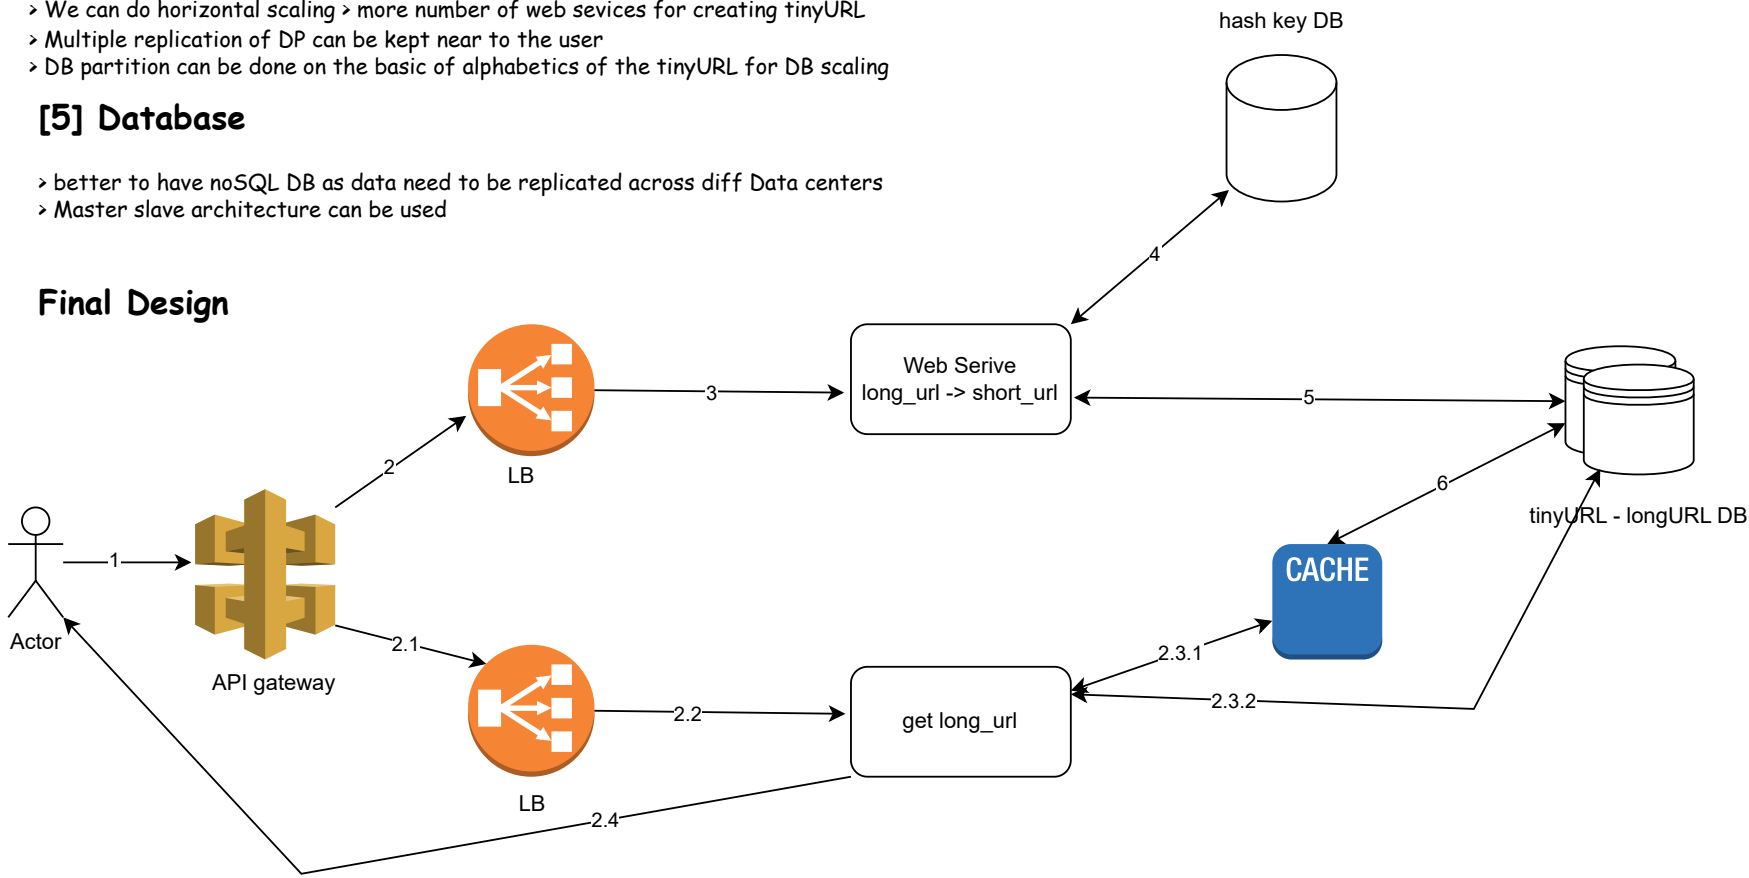 > We can do horizontal scaling > more number of web sevices for creating tinyURL
> Multiple replication of DP can be kept near to the user
> DB partition can be done on the basic of alphabetics of the tinyURL for DB scaling
[5] Database
> better to have noSQL DB as data need to be replicated across diff Data centers
> Master slave architecture can be used
Final Design
hash key DB
4
Web Serive
long_url -> short_url
3
5
2
LB
6
tinyURL - longURL DB
1
CACHE
Actor
2.1
2.3.1
API gateway
2.2
2.3.2
get long_url
LB
2.4